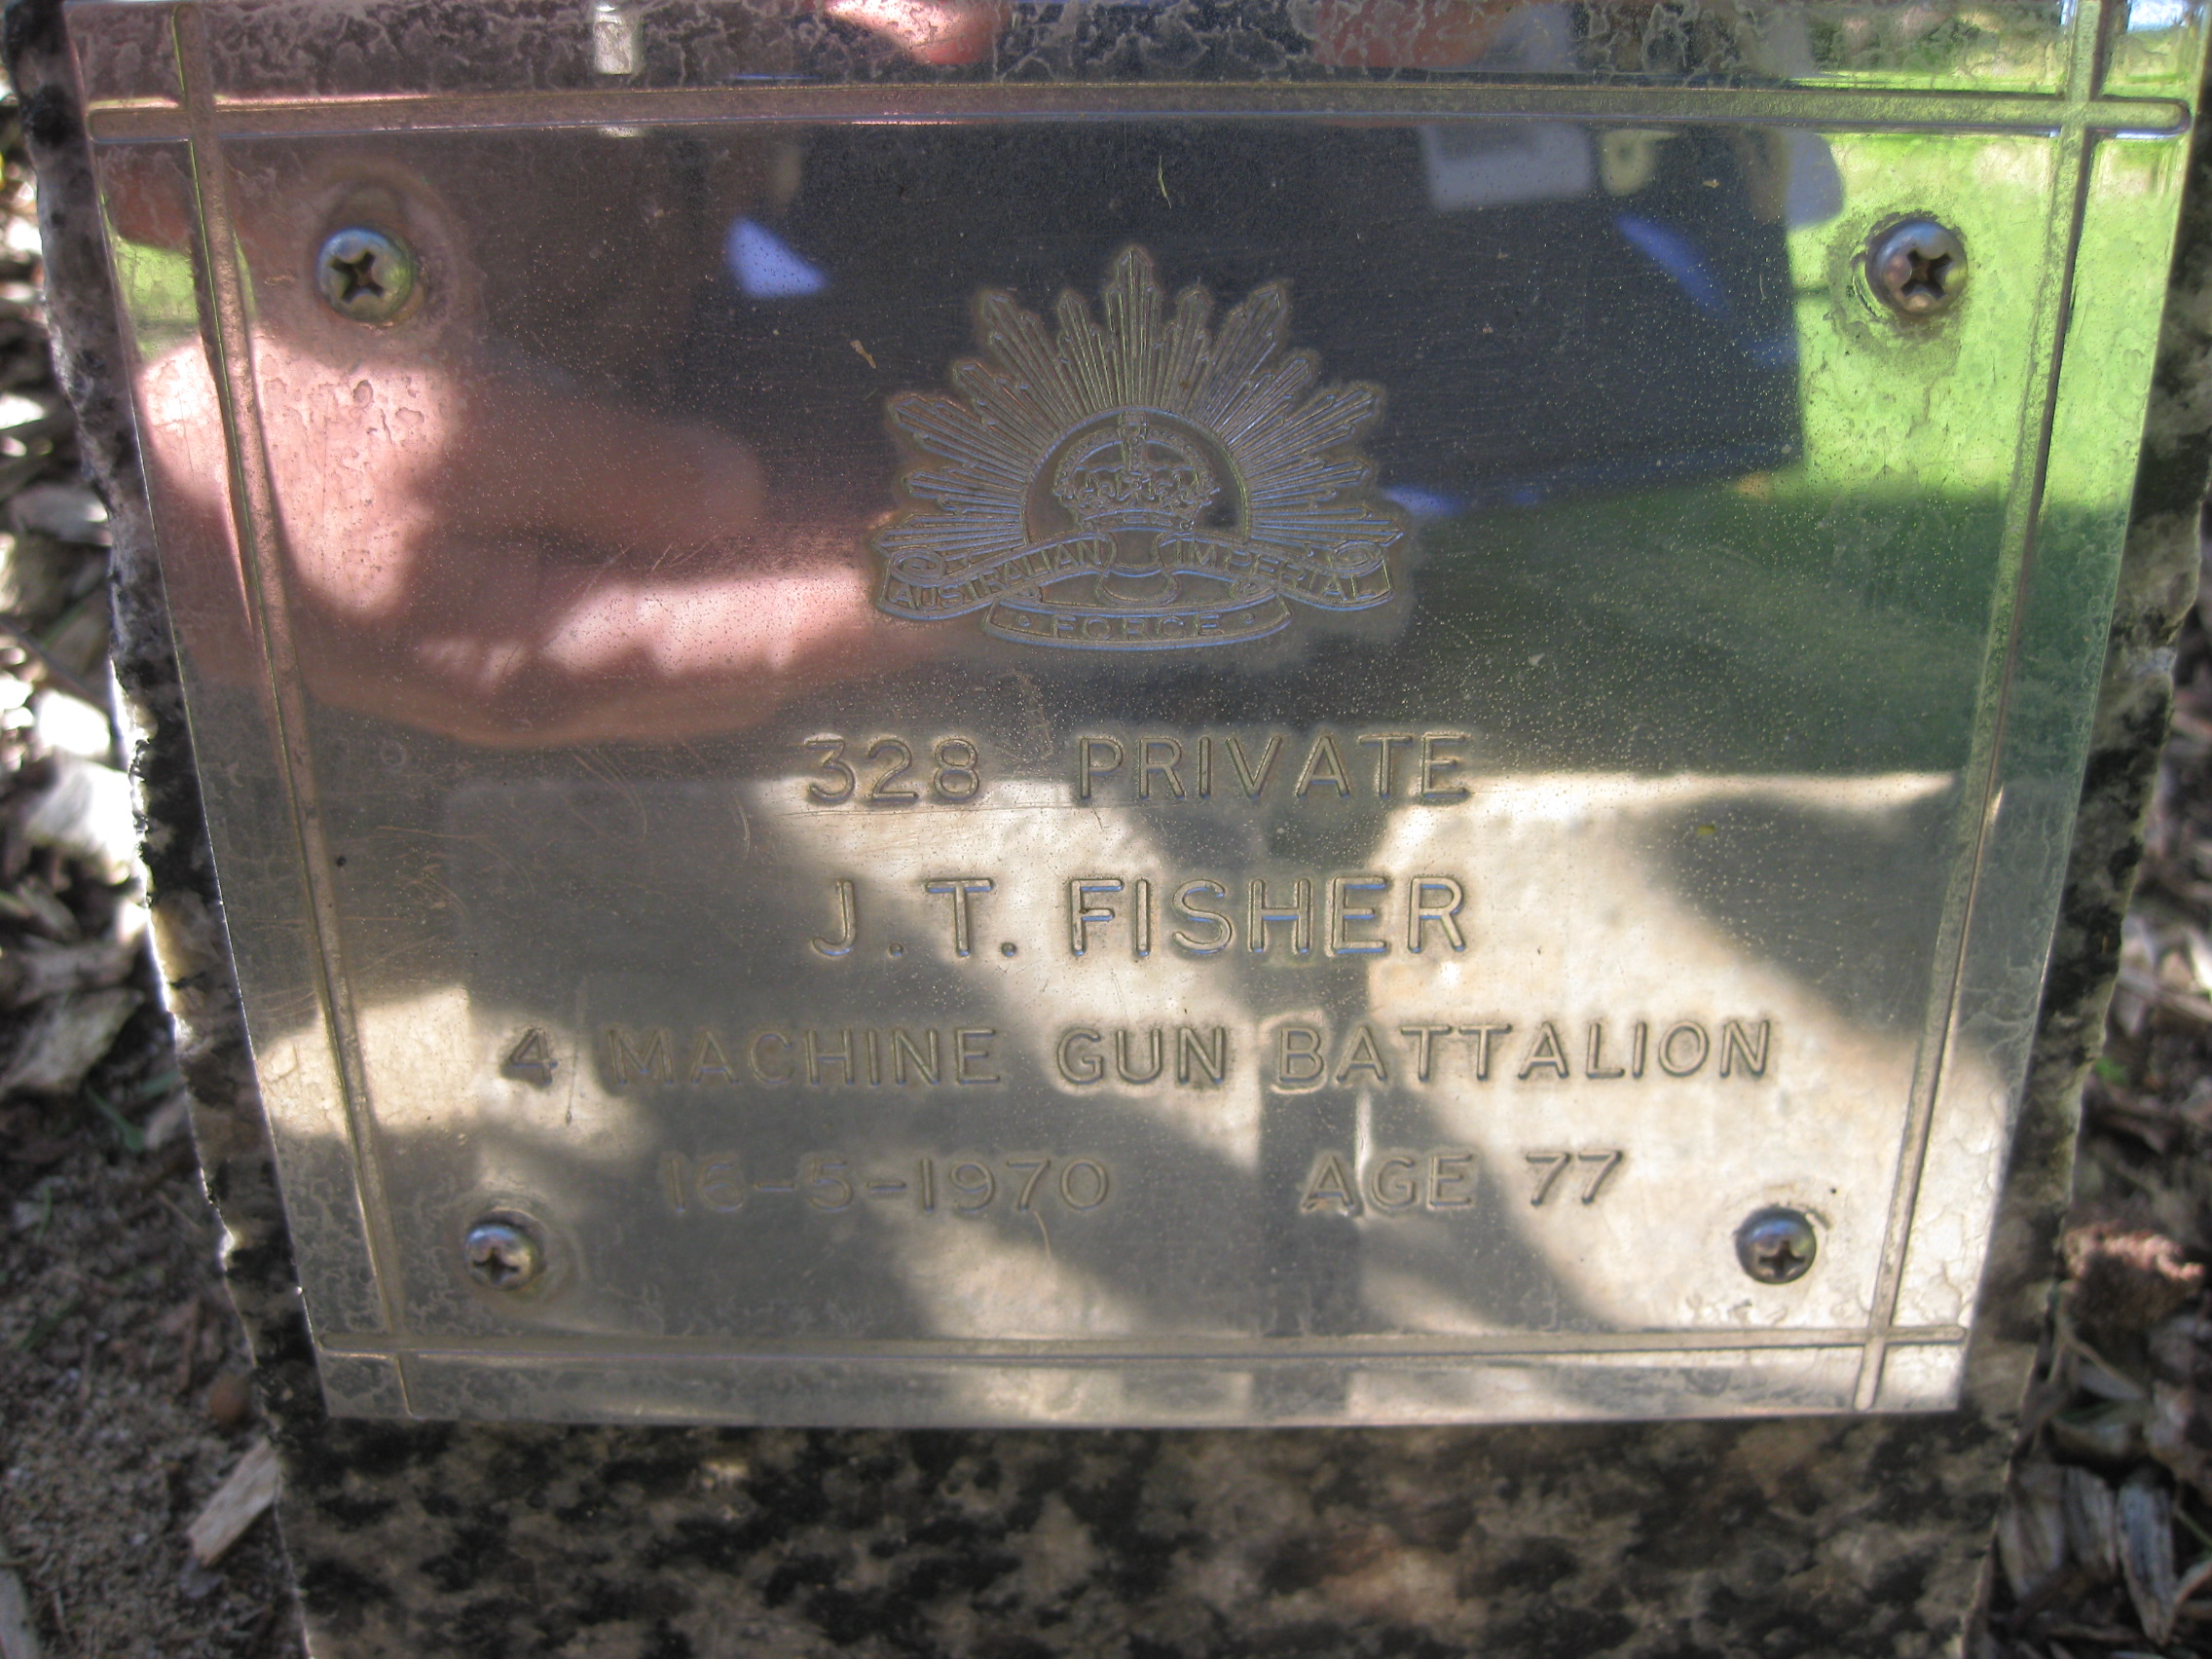 AUSTRALIAN IMPERIAL
FORCE
328 PRIVATE
J. T. FISHER
4 MACHINE GUN BATTALION
16-5-1970 AGE 77